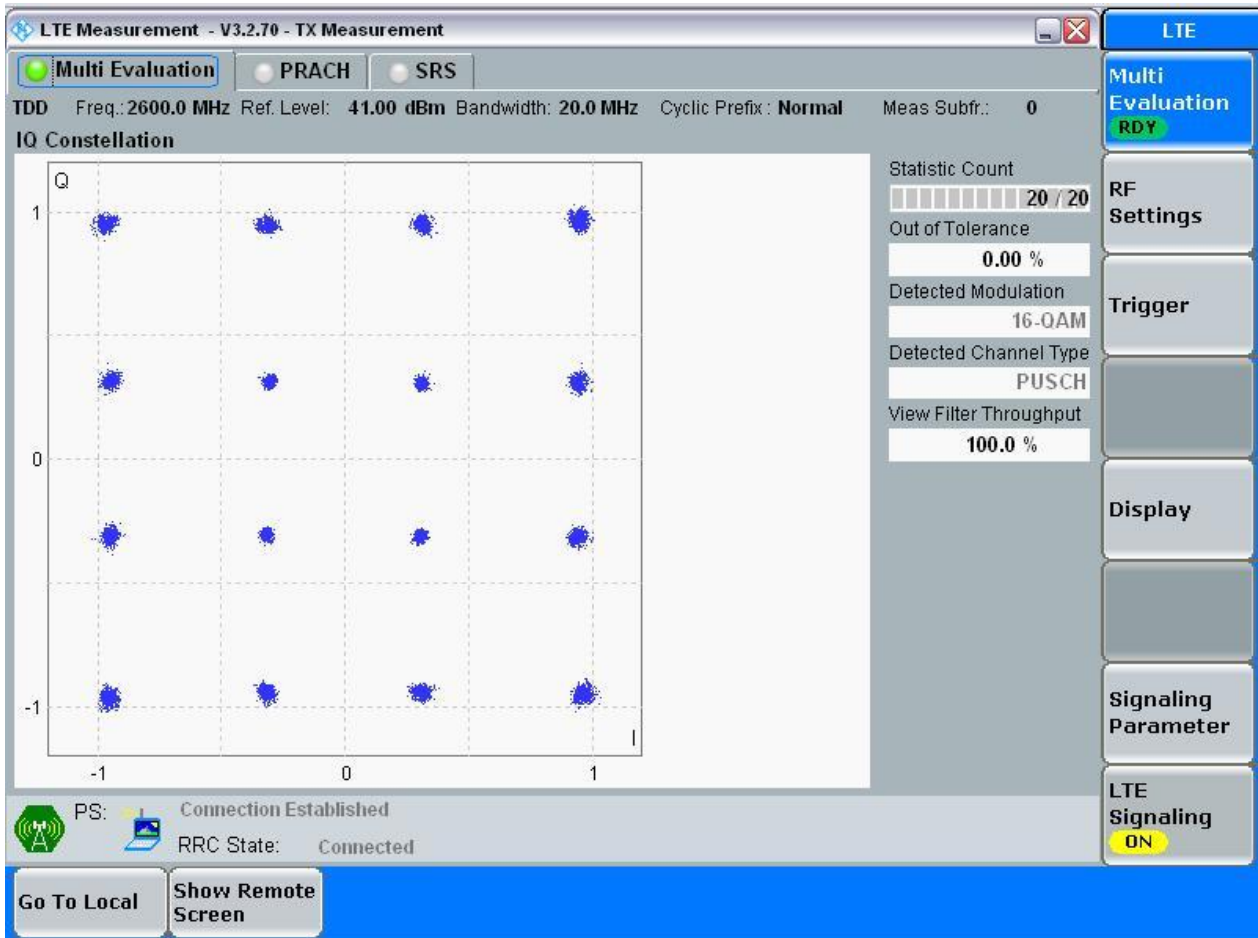 LTE Measurement - V3.2.70 - TX Measurement
LTE
Multi Evaluation PRACH SRS
TDD Freq.: 2600.0 MHz Ref. Level: 41.00 dBm Bandwidth: 20.0 MHz Cyclic Prefix : Normal Meas Subfr.: 0
IQ Constellation
Q
1
0
-1
I
-1 0 1
Statistic Count
20 / 20
Out of Tolerance
0.00 %
Detected Modulation
16-QAM
Detected Channel Type
PUSCH
View Filter Throughput
100.0 %
Multi
Evaluation
RDY
RF
Settings
Trigger
Display
Signaling
Parameter
LTE
Signaling
ON
PS: Connection Established
RRC State: Connected
Go To Local
Show Remote
Screen